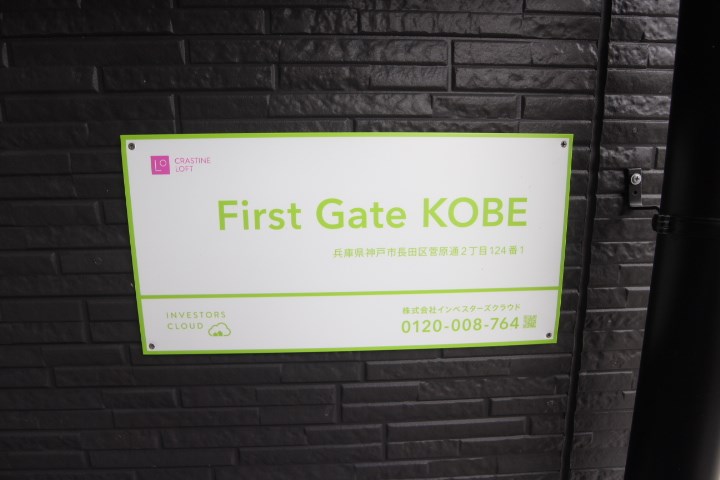 LO
CRASTINE
LOFT
First Gate KOBE
兵庫県神戸市長田区菅原通2丁目124番1
INVESTORS
CLOUD
株式会社インベスターズクラウド
0120-008-764